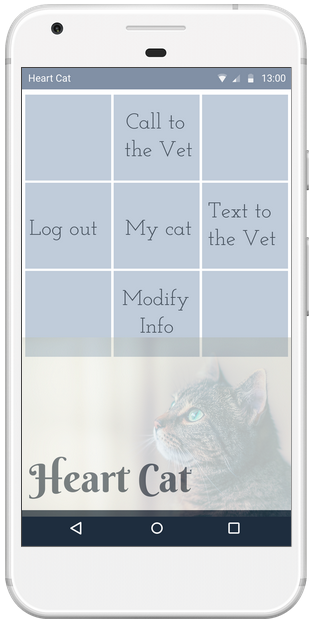 Heart Cat
13:00
Call to
the Vet
Log out
My cat
Text to
the Vet
Modify
Info
Heart Cat